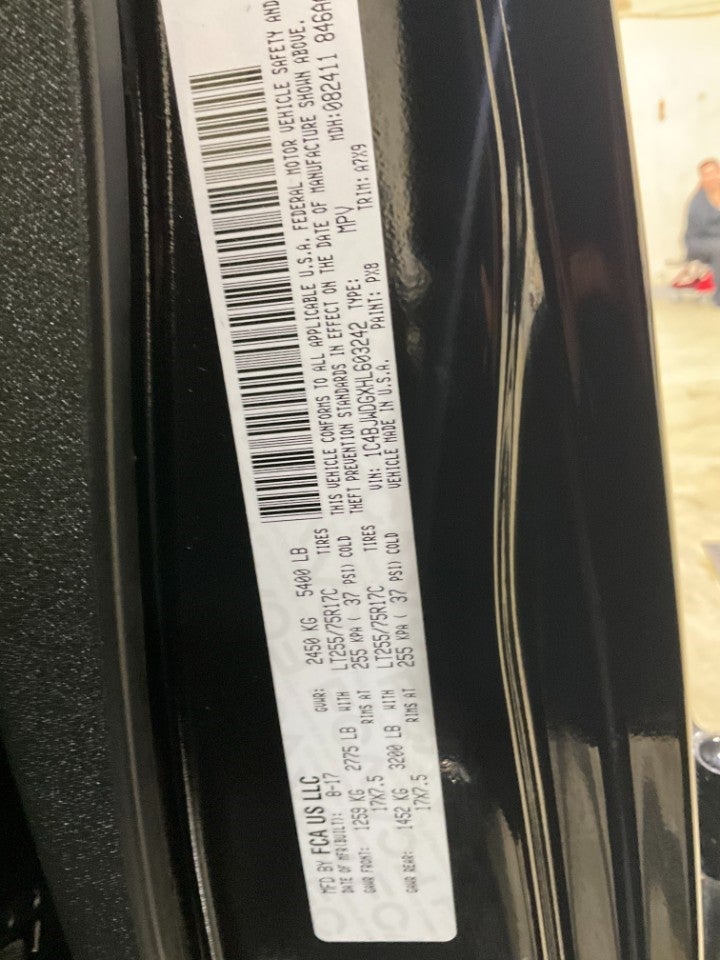 MFD BY FCA US LLC
DATE OF MFR(BUILT): 8-17 GVWR: 2450 KG 5400 LB
GAWR FRONT: 1259 KG 2775 LB WITH LT255/75R17C TIRES
17X7.5 RIMS AT 255 KPA ( 37 PSI) COLD
GAWR REAR: 1452 KG 3200 LB WITH LT255/75R17C TIRES
17X7.5 RIMS AT 255 KPA ( 37 PSI) COLD
THIS VEHICLE CONFORMS TO ALL APPLICABLE U.S.A. FEDERAL MOTOR VEHICLE SAFETY AND
THEFT PREVENTION STANDARDS IN EFFECT ON THE DATE OF MANUFACTURE SHOWN ABOVE.
VIN: 1C4BJWDGXHL603242 TYPE: MPV MDH:082411 846A
VEHICLE MADE IN U.S.A. PAINT: PX8 TRIM: A7X9